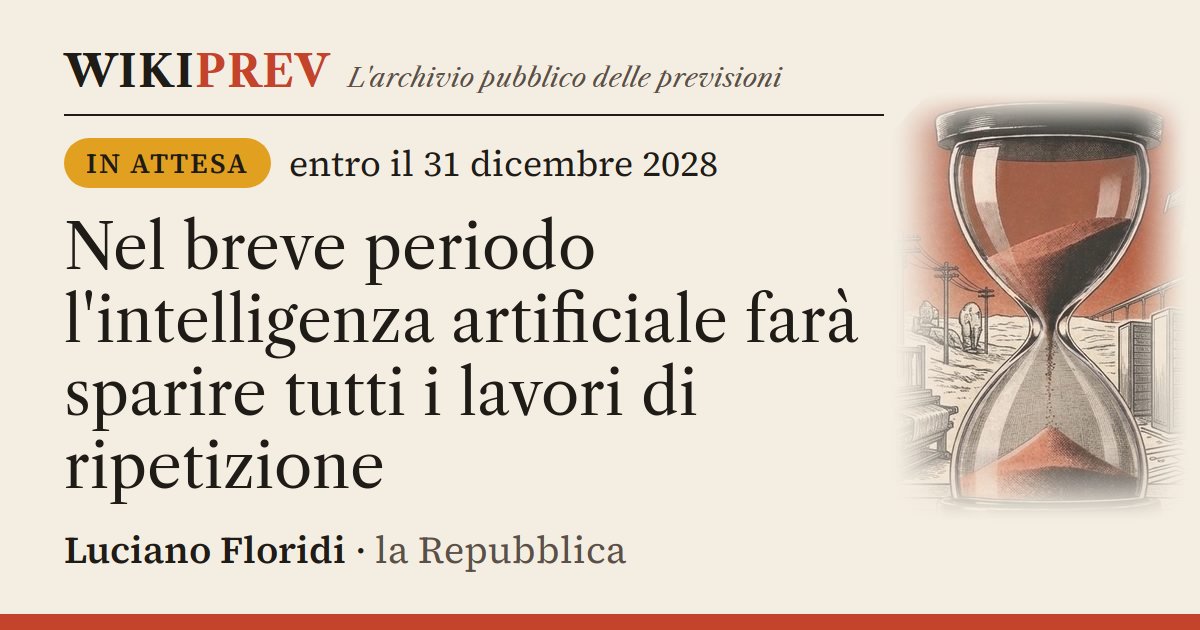 WIKIPREV L'archivio pubblico delle previsioni
IN ATTESA entro il 31 dicembre 2028
Nel breve periodo
l'intelligenza artificiale farà
sparire tutti i lavori di
ripetizione
Luciano Floridi · la Repubblica